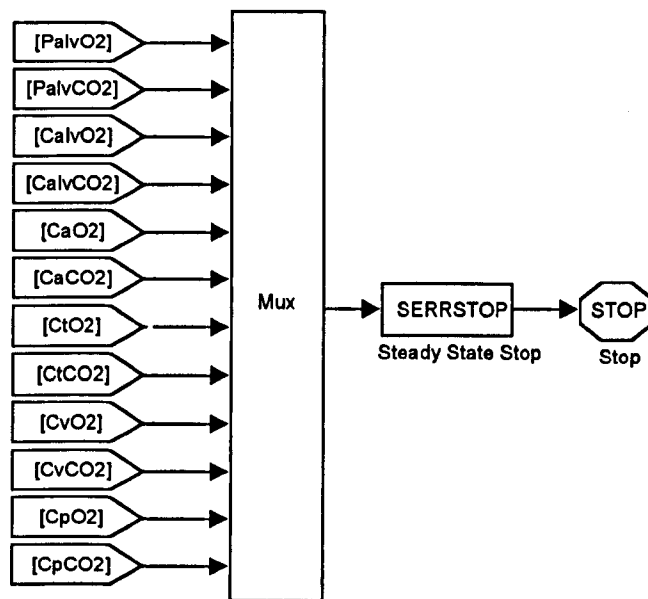 [PalvO2]
[PalvCO2]
[CalvO2]
[CalvCO2]
[CaO2]
[CaCO2]
[CtO2]
[CtCO2]
[CvO2]
[CvCO2]
[CpO2]
[CpCO2]
Mux
SERRSTOP
Steady State Stop
STOP
Stop